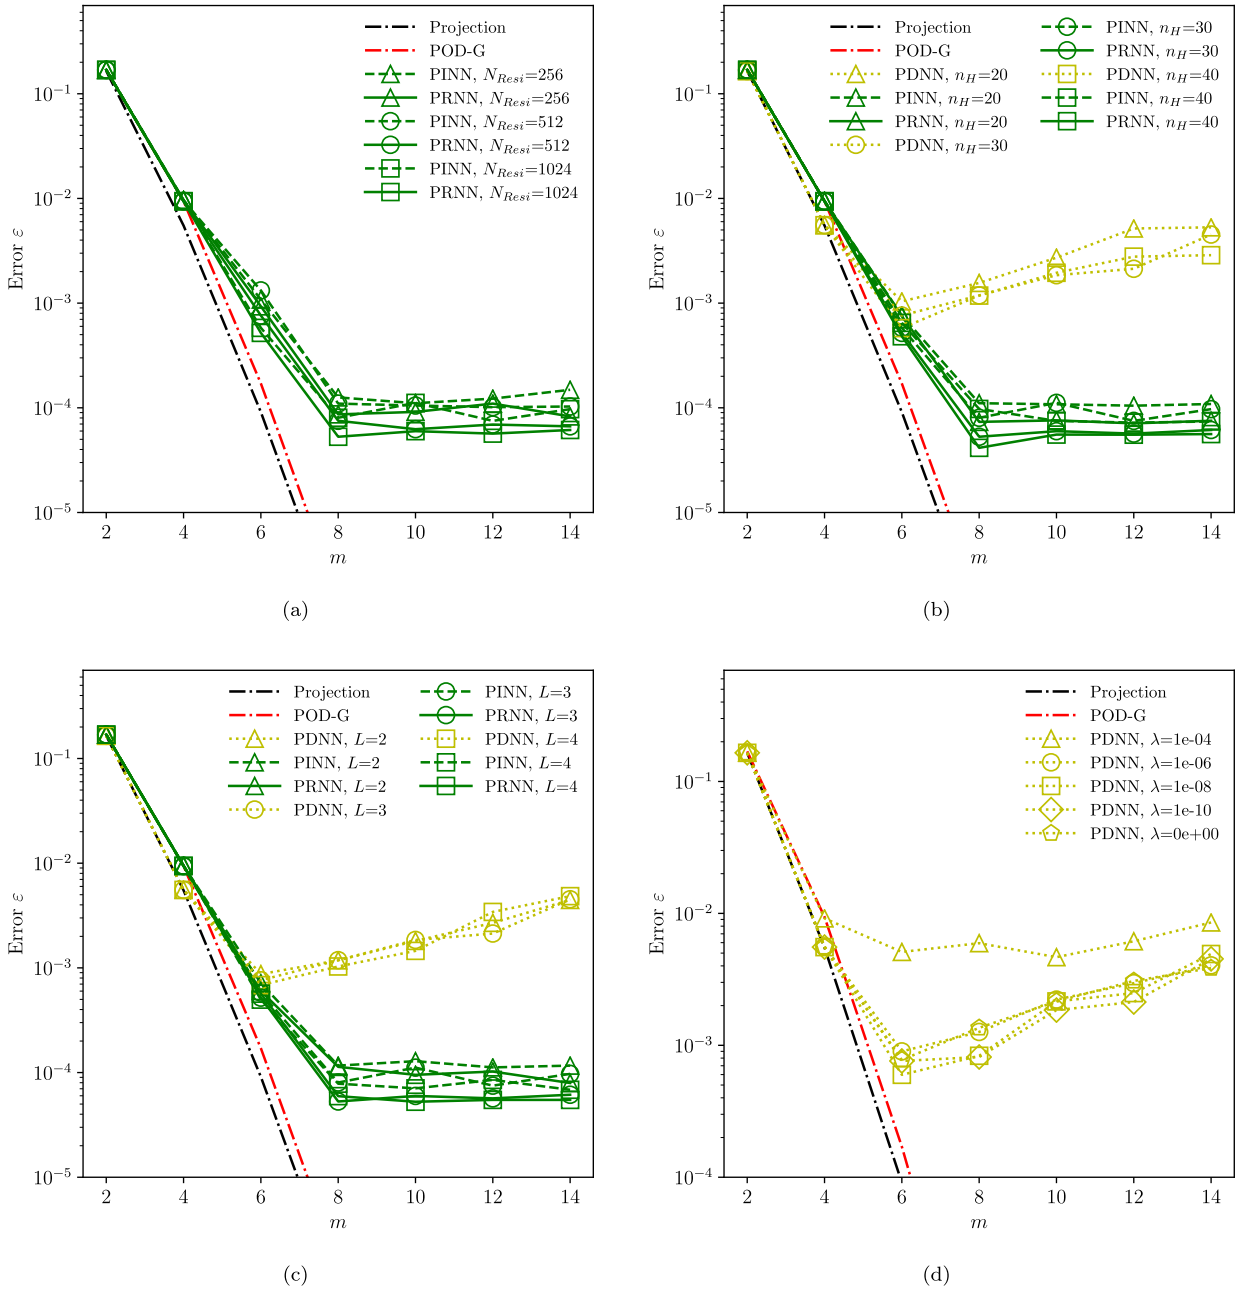 Projection
POD-G
PINN, N_Resi=256
PRNN, N_Resi=256
PINN, N_Resi=512
PRNN, N_Resi=512
PINN, N_Resi=1024
PRNN, N_Resi=1024
10⁻¹
10⁻²
10⁻³
10⁻⁴
10⁻⁵
Error ε
2 4 6 8 10 12 14
m
(a)
Projection
POD-G
PDNN, n_H=20
PINN, n_H=20
PRNN, n_H=20
PDNN, n_H=30
PINN, n_H=30
PRNN, n_H=30
PDNN, n_H=40
PINN, n_H=40
PRNN, n_H=40
10⁻¹
10⁻²
10⁻³
10⁻⁴
10⁻⁵
Error ε
2 4 6 8 10 12 14
m
(b)
Projection
POD-G
PDNN, L=2
PINN, L=2
PRNN, L=2
PDNN, L=3
PINN, L=3
PRNN, L=3
PDNN, L=4
PINN, L=4
PRNN, L=4
10⁻¹
10⁻²
10⁻³
10⁻⁴
10⁻⁵
Error ε
2 4 6 8 10 12 14
m
(c)
Projection
POD-G
PDNN, λ=1e-04
PDNN, λ=1e-06
PDNN, λ=1e-08
PDNN, λ=1e-10
PDNN, λ=0e+00
10⁻¹
10⁻²
10⁻³
10⁻⁴
Error ε
2 4 6 8 10 12 14
m
(d)